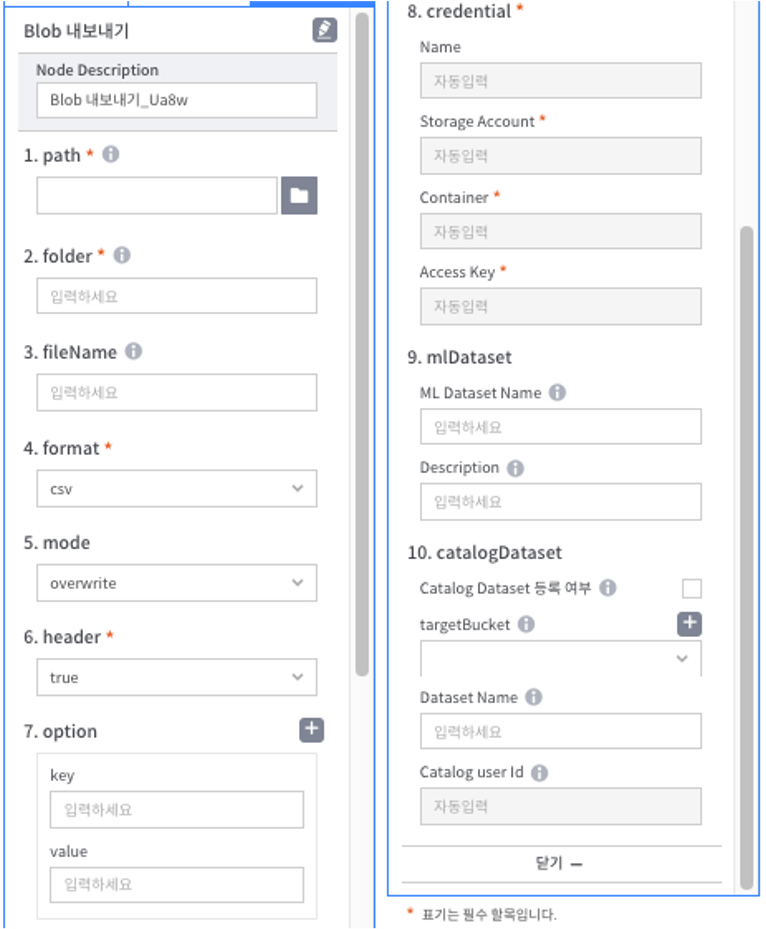 Blob 내보내기
Node Description
Blob 내보내기_Ua8w
1. path *
2. folder *
입력하세요
3. fileName
입력하세요
4. format *
csv
5. mode
overwrite
6. header *
true
7. option
key
입력하세요
value
입력하세요
8. credential *
Name
자동입력
Storage Account *
자동입력
Container *
자동입력
Access Key *
자동입력
9. mlDataset
ML Dataset Name
입력하세요
Description
입력하세요
10. catalogDataset
Catalog Dataset 등록 여부
targetBucket
Dataset Name
입력하세요
Catalog user Id
자동입력
닫기
* 표기는 필수 할목입니다.